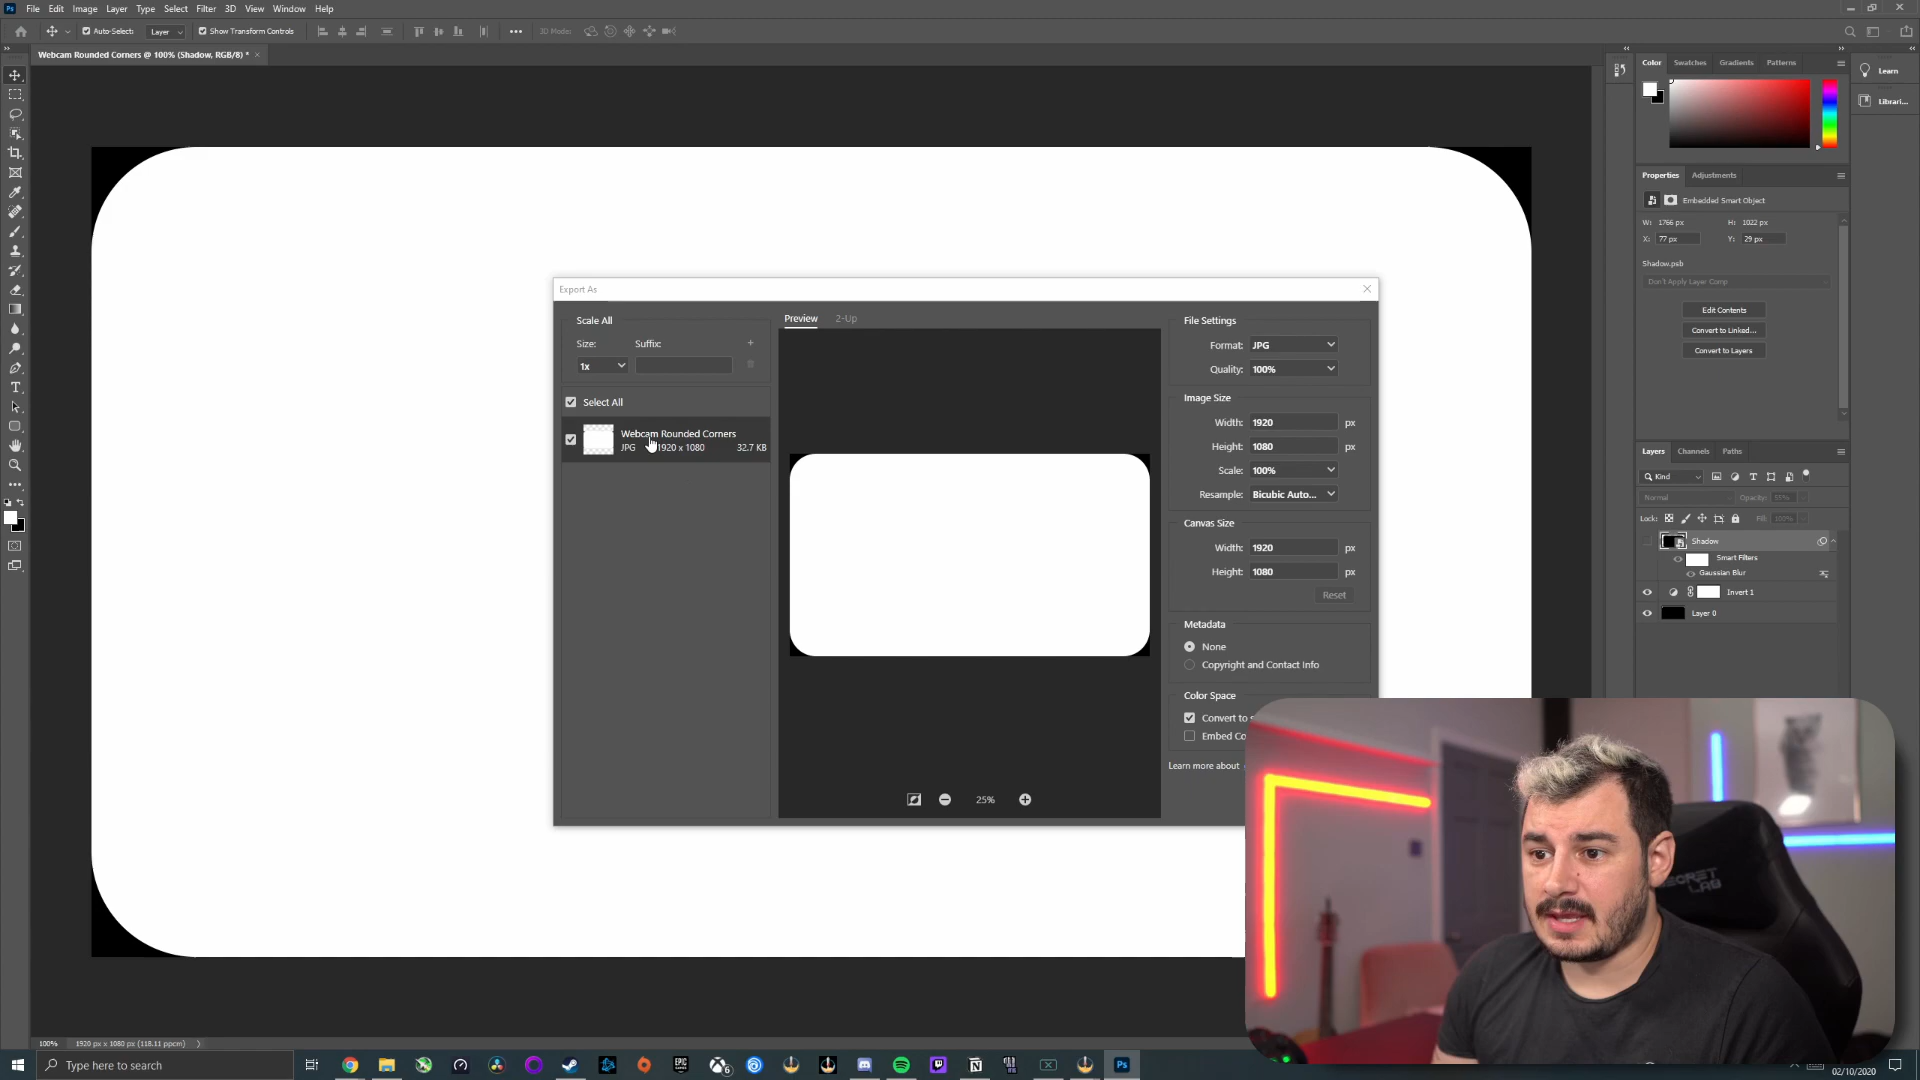 Ps File Edit Image Layer Type Select Filter 3D View Window Help
Auto-Select: Layer Show Transform Controls 3D Mode:
Webcam Rounded Corners @ 100% (Shadow, RGB/8) *
Color Swatches Gradients Patterns
Learn
Librari...
Properties Adjustments
Embedded Smart Object
W: 1766 px H: 1022 px
X: 77 px Y: 29 px
Shadow.psb
Don't Apply Layer Comp
Edit Contents
Convert to Linked...
Convert to Layers
Layers Channels Paths
Kind
Normal Opacity: 55%
Lock: Fill: 100%
Shadow
Smart Filters
Gaussian Blur
Invert 1
Layer 0
Export As
Scale All
Size: Suffix:
1x
Select All
Webcam Rounded Corners
JPG 1920 x 1080 32.7 KB
Preview 2-Up
25%
File Settings
Format: JPG
Quality: 100%
Image Size
Width: 1920 px
Height: 1080 px
Scale: 100%
Resample: Bicubic Auto...
Canvas Size
Width: 1920 px
Height: 1080 px
Reset
Metadata
None
Copyright and Contact Info
Color Space
Convert to s
Embed Co
Learn more about
100% 1920 px x 1080 px (118.11 ppcm)
Type here to search
6
Ps
02/10/2020